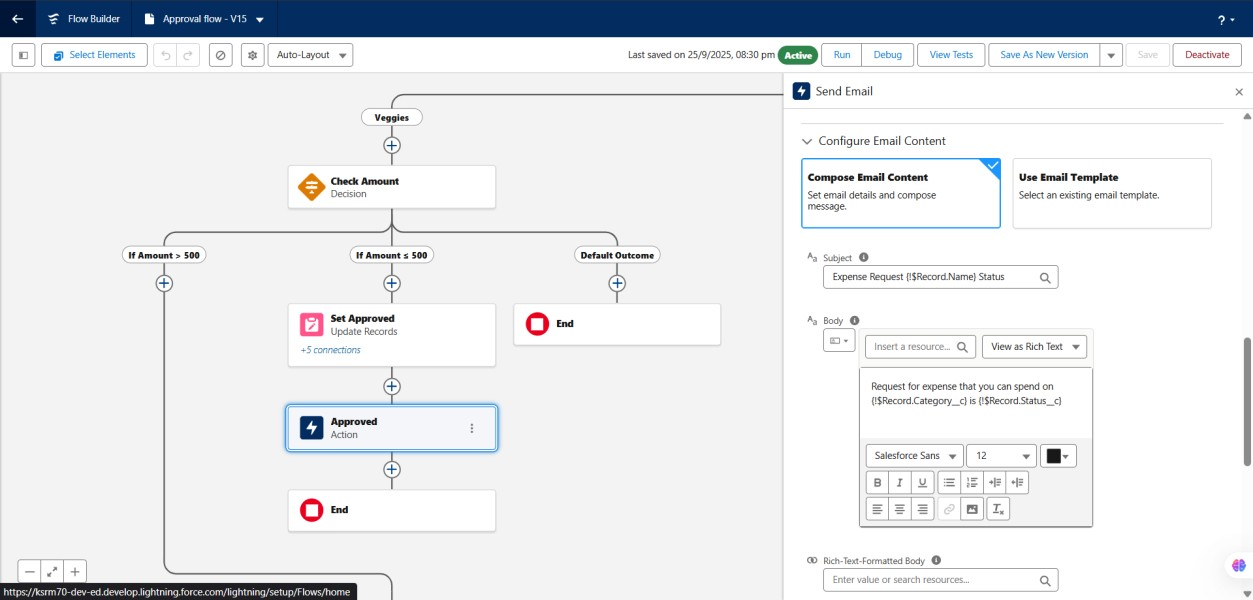 Flow Builder
Approval flow - V15
?
Select Elements
Auto-Layout
Last saved on 25/9/2025, 08:30 pm
Active
Run
Debug
View Tests
Save As New Version
Save
Deactivate
Veggies
Check Amount
Decision
If Amount > 500
If Amount ≤ 500
Default Outcome
Set Approved
Update Records
+5 connections
End
Approved
Action
End
https://ksrm70-dev-ed.develop.lightning.force.com/lightning/setup/Flows/home
Send Email
Configure Email Content
Compose Email Content
Set email details and compose
message.
Use Email Template
Select an existing email template.
Aa Subject
Expense Request {!$Record.Name} Status
Aa Body
Insert a resource...
View as Rich Text
Request for expense that you can spend on
{!$Record.Category__c} is {!$Record.Status__c}
Salesforce Sans
12
B I U
Rich-Text-Formatted Body
Enter value or search resources...